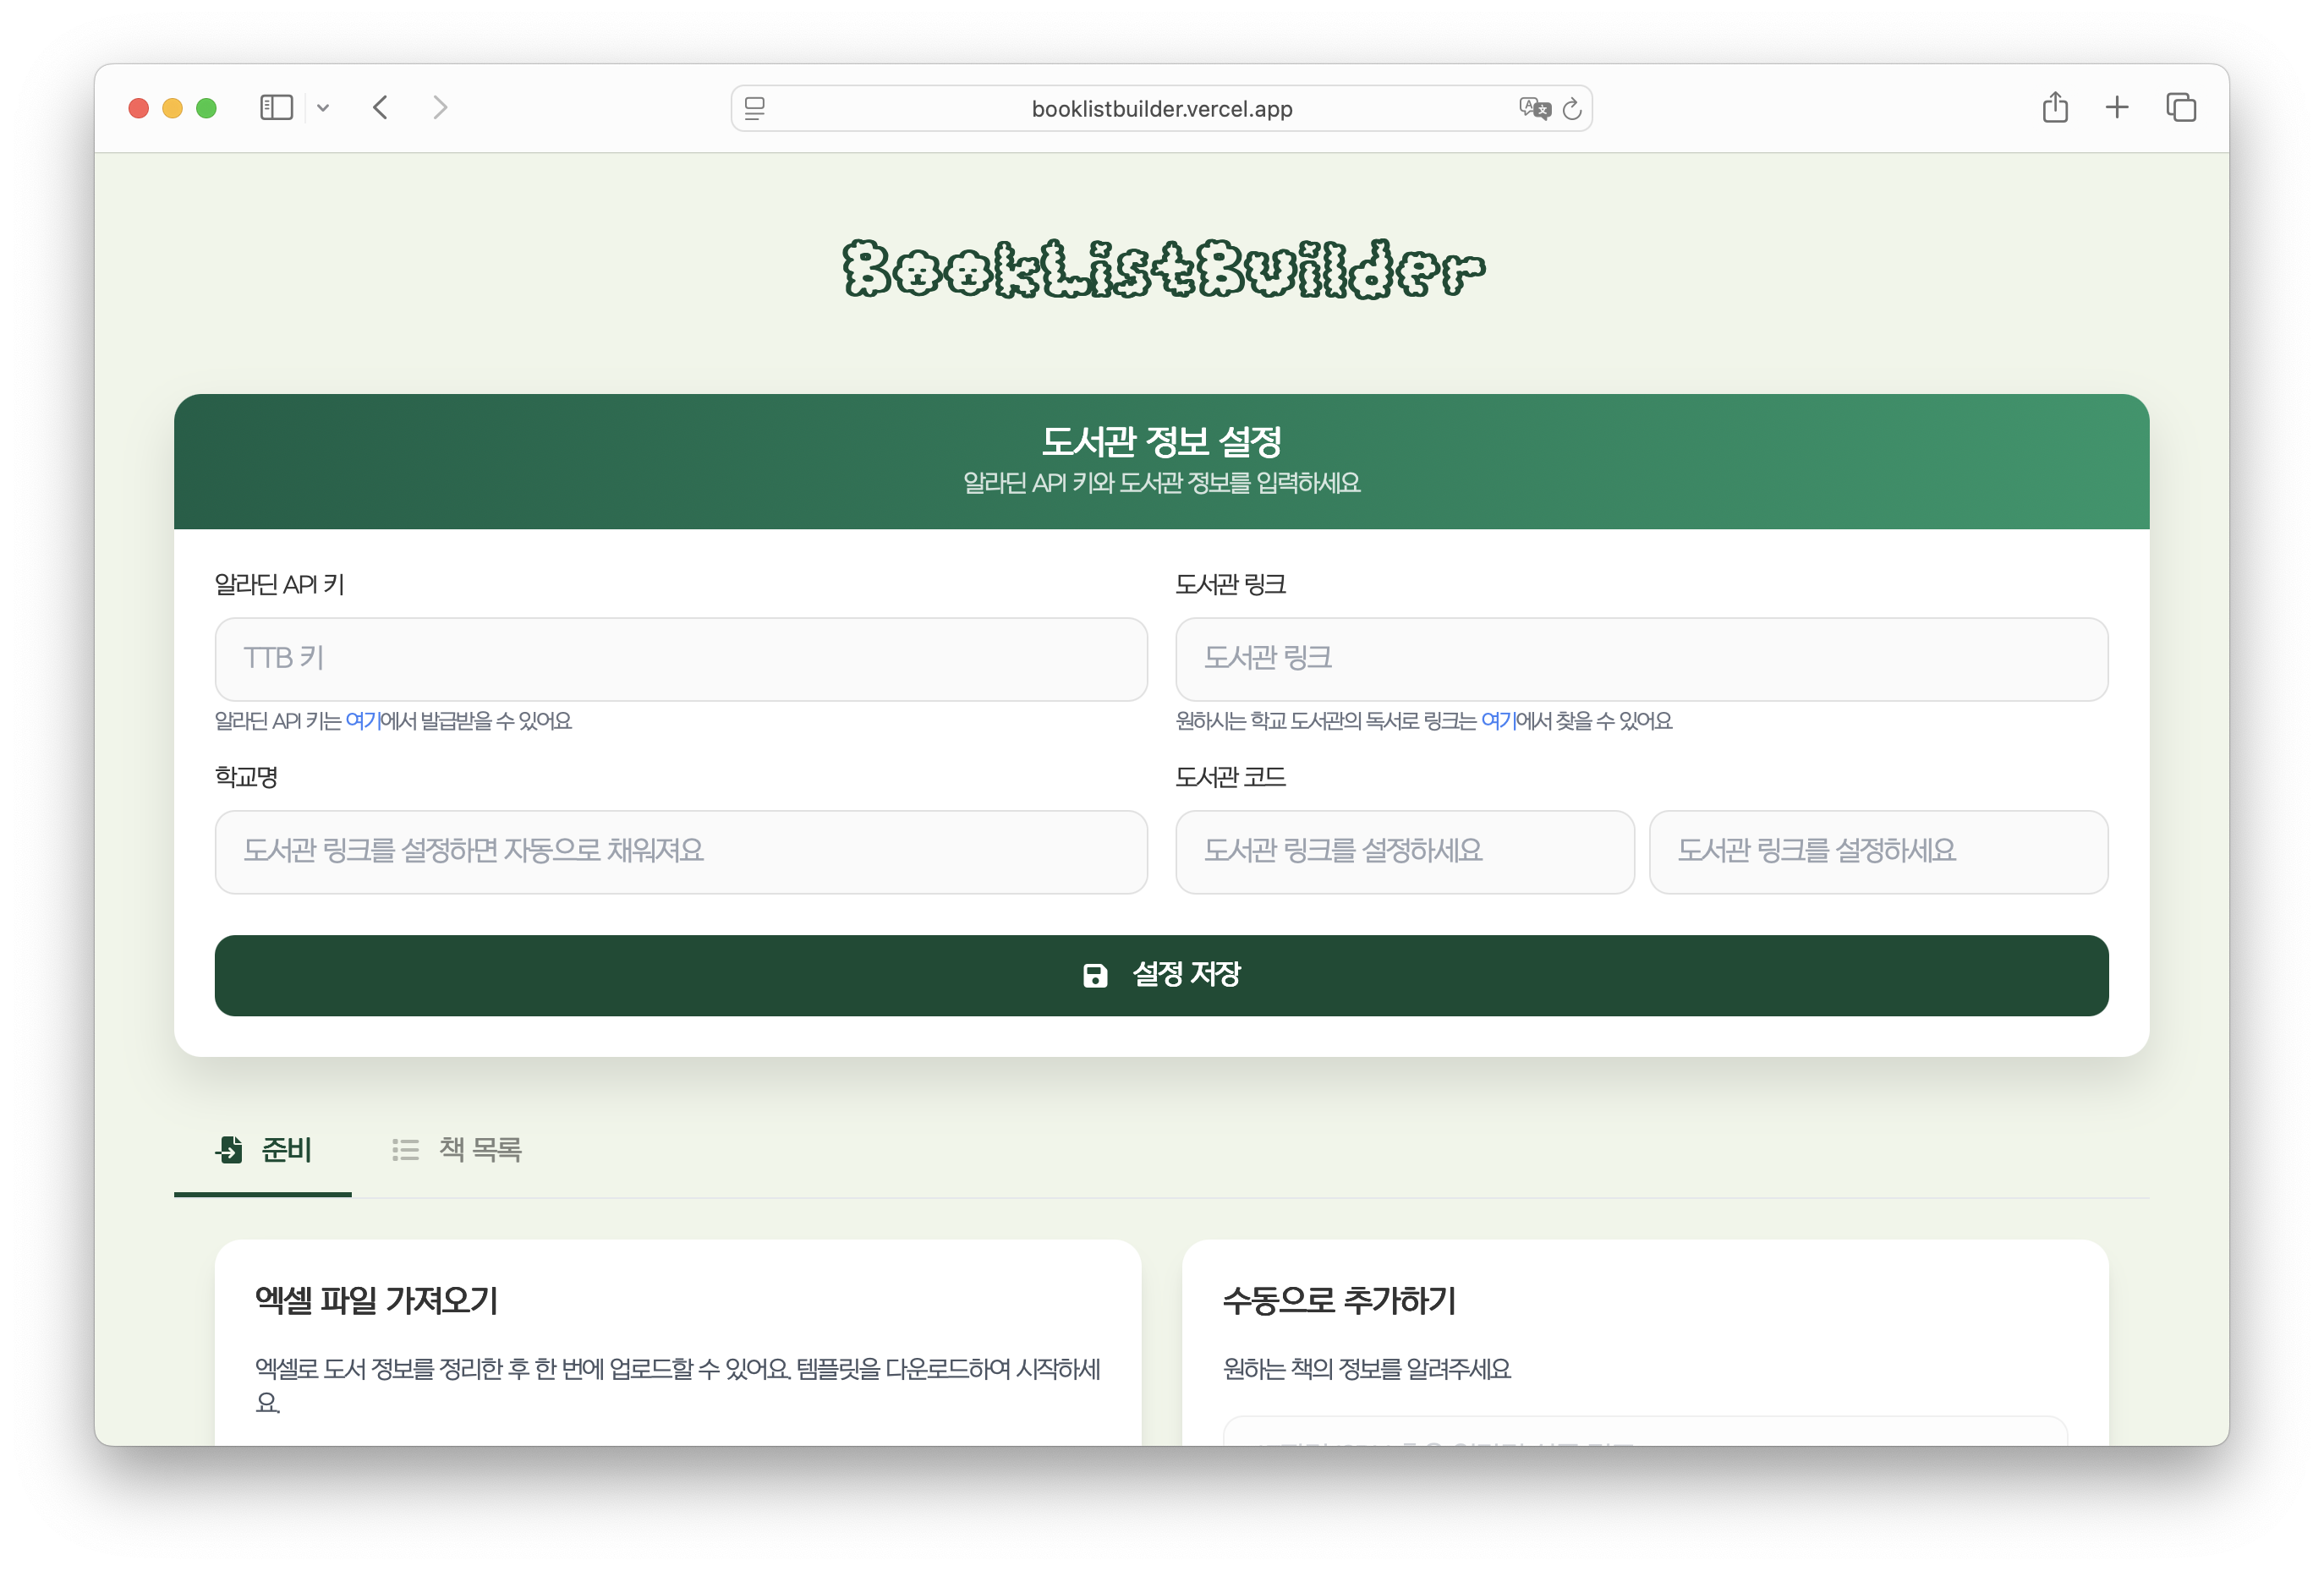 booklistbuilder.vercel.app
BookListBuilder
도서관 정보 설정
알라딘 API 키와 도서관 정보를 입력하세요
알라딘 API 키
TTB 키
알라딘 API 키는 여기에서 발급받을 수 있어요
도서관 링크
도서관 링크
원하시는 학교 도서관의 독서로 링크는 여기에서 찾을 수 있어요
학교명
도서관 링크를 설정하면 자동으로 채워져요
도서관 코드
도서관 링크를 설정하세요
도서관 링크를 설정하세요
설정 저장
준비
책 목록
엑셀 파일 가져오기
엑셀로 도서 정보를 정리한 후 한 번에 업로드할 수 있어요. 템플릿을 다운로드하여 시작하세
요.
수동으로 추가하기
원하는 책의 정보를 알려주세요